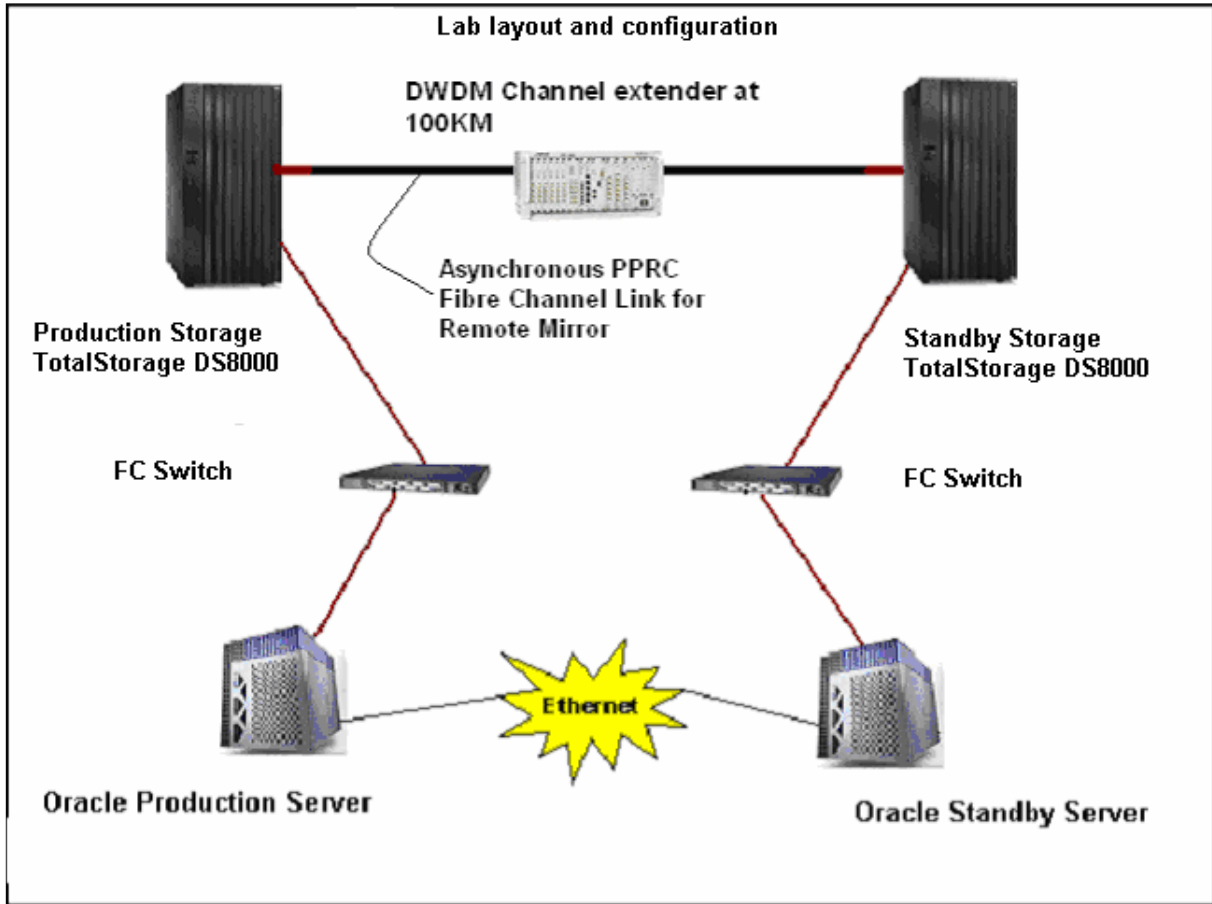 Lab layout and configuration
DWDM Channel extender at
100KM
Asynchronous PPRC
Fibre Channel Link for
Remote Mirror
Production Storage
TotalStorage DS8000
Standby Storage
TotalStorage DS8000
FC Switch
FC Switch
Ethernet
Oracle Production Server
Oracle Standby Server